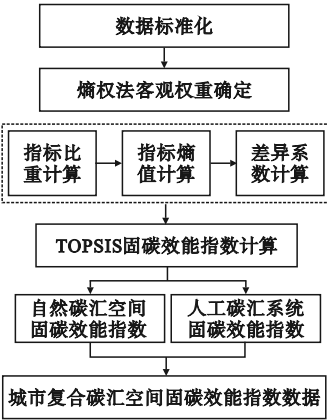 数据标准化
熵权法客观权重确定
指标比
重计算
指标熵
值计算
差异系
数计算
TOPSIS固碳效能指数计算
自然碳汇空间
固碳效能指数
人工碳汇系统
固碳效能指数
城市复合碳汇空间固碳效能指数数据